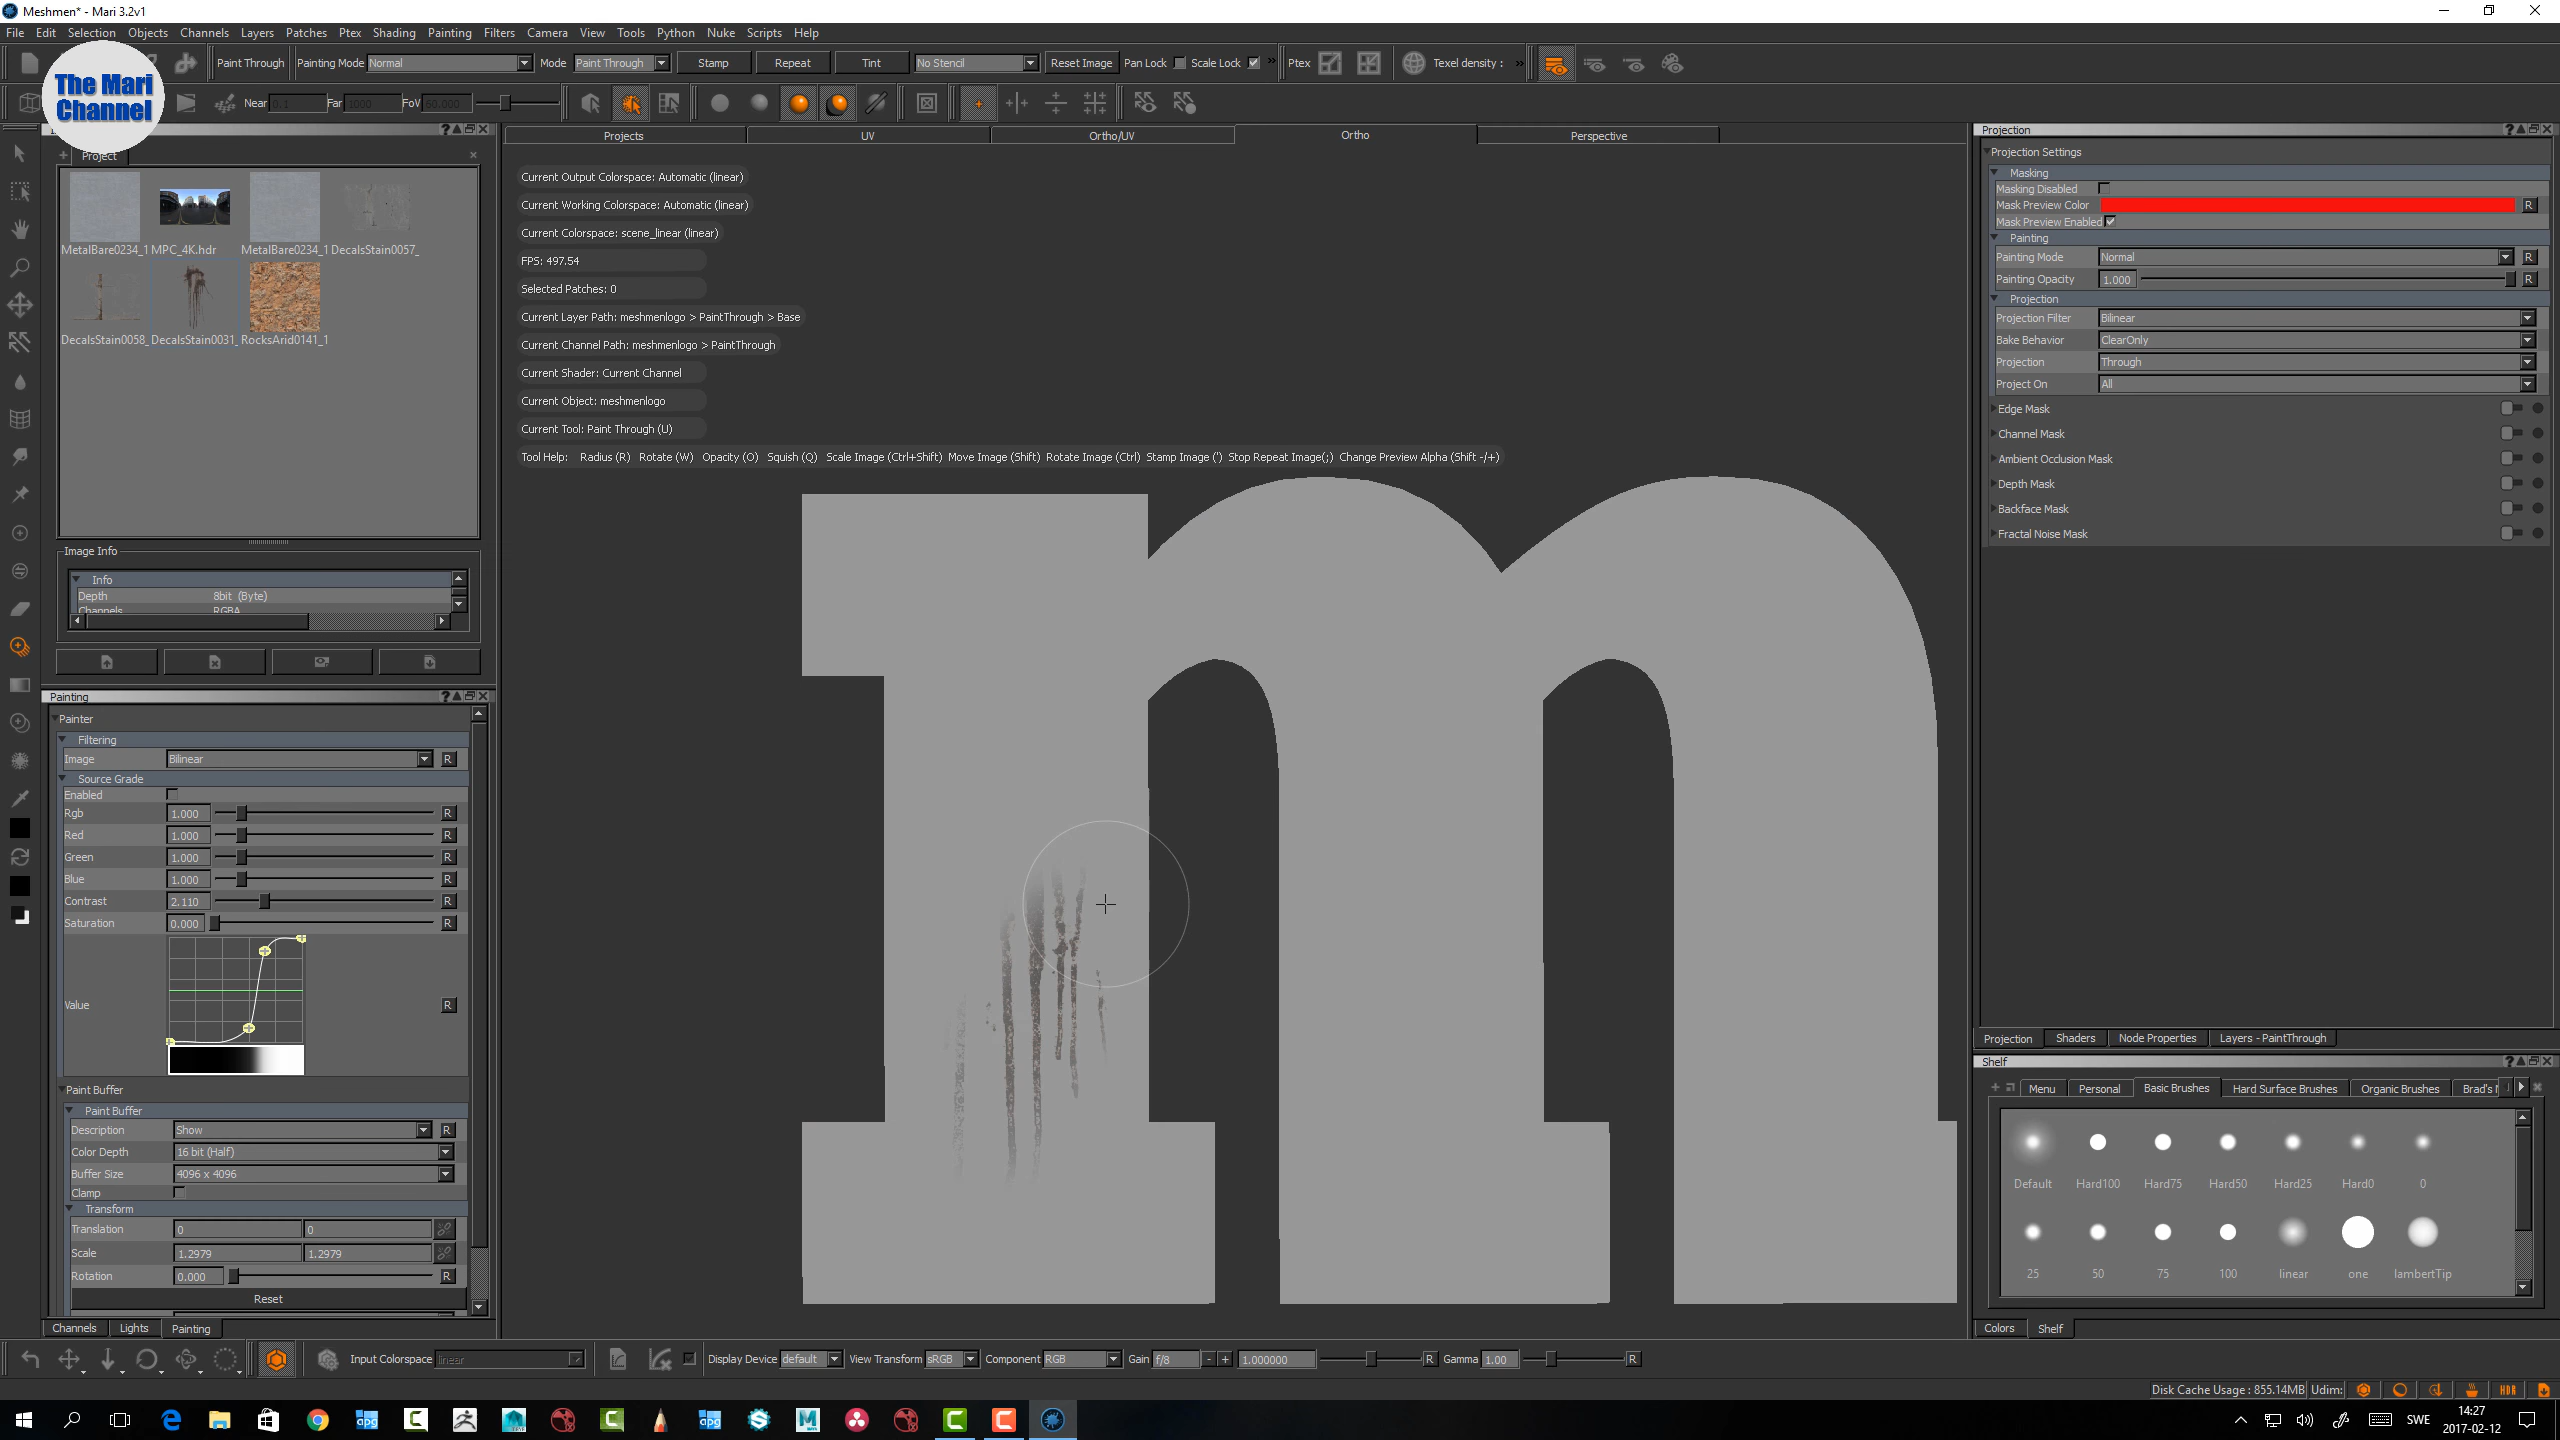 Meshmen* - Mari 3.2v1
File Edit Selection Objects Channels Layers Patches Ptex Shading Painting Filters Camera View Tools Python Nuke Scripts Help
Paint Through Painting Mode Normal Mode Paint Through Stamp Repeat Tint No Stencil Reset Image Pan Lock Scale Lock » Ptex Texel density : »
The Mari
Channel
Near 0.1 Far 1000 FoV 60.000
Projects UV Ortho/UV Ortho Perspective
Project
MetalBare0234_1 MPC_4K.hdr MetalBare0234_1 DecalsStain0057_
DecalsStain0058_ DecalsStain0031_ RocksArid0141_1
Image Info
Info
Depth 8bit (Byte)
Channels RGBA
Painting
Painter
Filtering
Image Bilinear R
Source Grade
Enabled
Rgb 1.000 R
Red 1.000 R
Green 1.000 R
Blue 1.000 R
Contrast 2.110 R
Saturation 0.000 R
Value R
Paint Buffer
Paint Buffer
Description Show R
Color Depth 16 bit (Half)
Buffer Size 4096 x 4096
Clamp
Transform
Translation 0 0
Scale 1.2979 1.2979
Rotation 0.000 R
Reset
Channels Lights Painting
Current Output Colorspace: Automatic (linear)
Current Working Colorspace: Automatic (linear)
Current Colorspace: scene_linear (linear)
FPS: 497.54
Selected Patches: 0
Current Layer Path: meshmenlogo > PaintThrough > Base
Current Channel Path: meshmenlogo > PaintThrough
Current Shader: Current Channel
Current Object: meshmenlogo
Current Tool: Paint Through (U)
Tool Help: Radius (R) Rotate (W) Opacity (O) Squish (Q) Scale Image (Ctrl+Shift) Move Image (Shift) Rotate Image (Ctrl) Stamp Image (') Stop Repeat Image(;) Change Preview Alpha (Shift -/+)
m
Projection
Projection Settings
Masking
Masking Disabled
Mask Preview Color R
Mask Preview Enabled
Painting
Painting Mode Normal R
Painting Opacity 1.000 R
Projection
Projection Filter Bilinear
Bake Behavior ClearOnly
Projection Through
Project On All
Edge Mask
Channel Mask
Ambient Occlusion Mask
Depth Mask
Backface Mask
Fractal Noise Mask
Projection Shaders Node Properties Layers - PaintThrough
Shelf
Menu Personal Basic Brushes Hard Surface Brushes Organic Brushes Brad's
Default Hard100 Hard75 Hard50 Hard25 Hard0 0
25 50 75 100 linear one lambertTip
Colors Shelf
Input Colorspace linear Display Device default View Transform sRGB Component RGB Gain f/8 - + 1.000000 R Gamma 1.00 R
Disk Cache Usage : 855.14MB Udim: HDR
SWE
14:27
2017-02-12